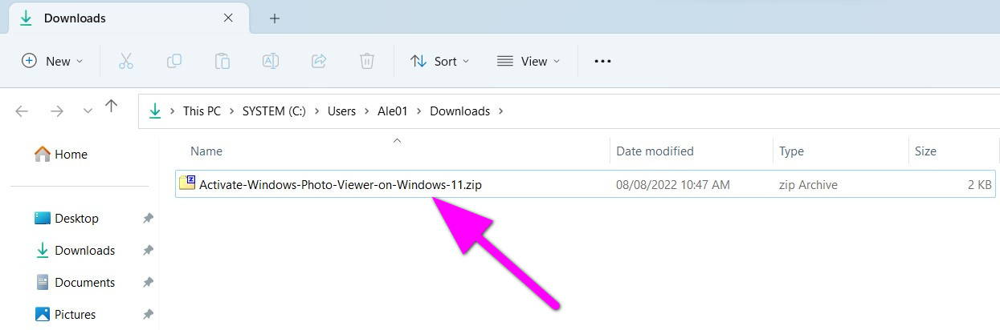 Downloads
New
Sort
View
This PC > SYSTEM (C:) > Users > Ale01 > Downloads >
Home
Name Date modified Type Size
Activate-Windows-Photo-Viewer-on-Windows-11.zip 08/08/2022 10:47 AM zip Archive 2 KB
Desktop
Downloads
Documents
Pictures